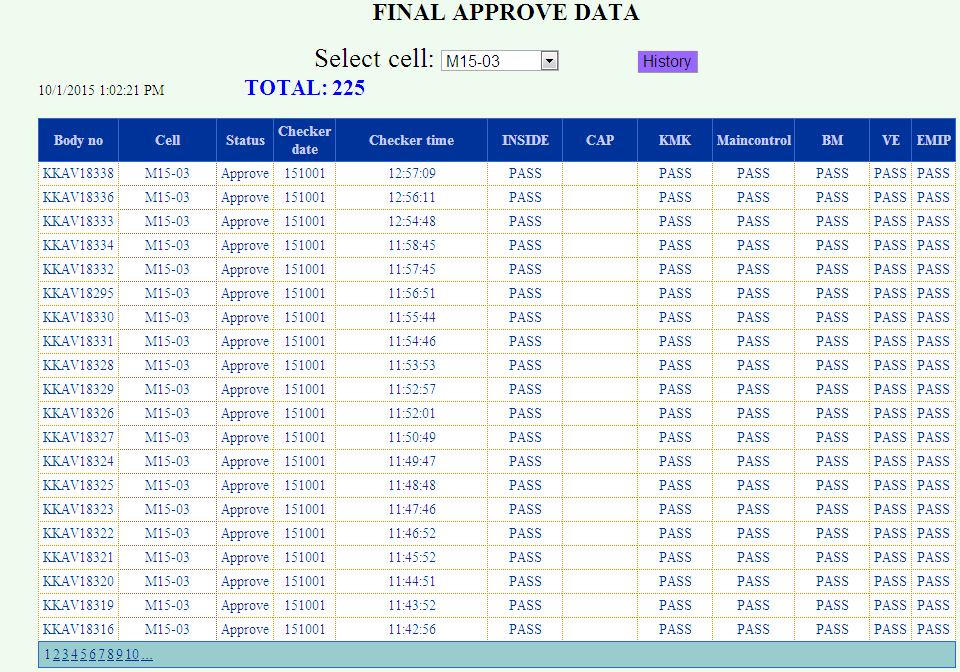 FINAL APPROVE DATA
Select cell: M15-03 History
10/1/2015 1:02:21 PM TOTAL: 225
Body no Cell Status Checker date Checker time INSIDE CAP KMK Maincontrol BM VE EMIP
KKAV18338 M15-03 Approve 151001 12:57:09 PASS PASS PASS PASS PASS PASS
KKAV18336 M15-03 Approve 151001 12:56:11 PASS PASS PASS PASS PASS PASS
KKAV18333 M15-03 Approve 151001 12:54:48 PASS PASS PASS PASS PASS PASS
KKAV18334 M15-03 Approve 151001 11:58:45 PASS PASS PASS PASS PASS PASS
KKAV18332 M15-03 Approve 151001 11:57:45 PASS PASS PASS PASS PASS PASS
KKAV18295 M15-03 Approve 151001 11:56:51 PASS PASS PASS PASS PASS PASS
KKAV18330 M15-03 Approve 151001 11:55:44 PASS PASS PASS PASS PASS PASS
KKAV18331 M15-03 Approve 151001 11:54:46 PASS PASS PASS PASS PASS PASS
KKAV18328 M15-03 Approve 151001 11:53:53 PASS PASS PASS PASS PASS PASS
KKAV18329 M15-03 Approve 151001 11:52:57 PASS PASS PASS PASS PASS PASS
KKAV18326 M15-03 Approve 151001 11:52:01 PASS PASS PASS PASS PASS PASS
KKAV18327 M15-03 Approve 151001 11:50:49 PASS PASS PASS PASS PASS PASS
KKAV18324 M15-03 Approve 151001 11:49:47 PASS PASS PASS PASS PASS PASS
KKAV18325 M15-03 Approve 151001 11:48:48 PASS PASS PASS PASS PASS PASS
KKAV18323 M15-03 Approve 151001 11:47:46 PASS PASS PASS PASS PASS PASS
KKAV18322 M15-03 Approve 151001 11:46:52 PASS PASS PASS PASS PASS PASS
KKAV18321 M15-03 Approve 151001 11:45:52 PASS PASS PASS PASS PASS PASS
KKAV18320 M15-03 Approve 151001 11:44:51 PASS PASS PASS PASS PASS PASS
KKAV18319 M15-03 Approve 151001 11:43:52 PASS PASS PASS PASS PASS PASS
KKAV18316 M15-03 Approve 151001 11:42:56 PASS PASS PASS PASS PASS PASS
1 2 3 4 5 6 7 8 9 10 ...